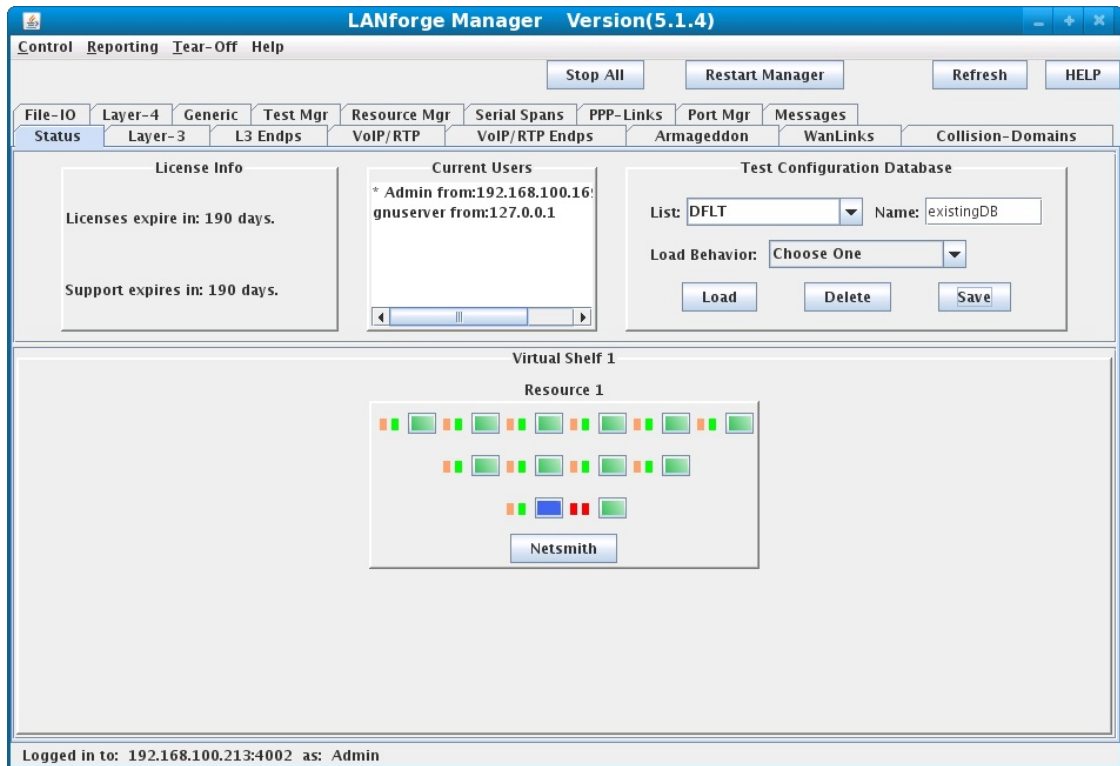 LANforge Manager Version(5.1.4)
Control Reporting Tear-Off Help
Stop All Restart Manager Refresh HELP
File-IO Layer-4 Generic Test Mgr Resource Mgr Serial Spans PPP-Links Port Mgr Messages
Status Layer-3 L3 Endps VoIP/RTP VoIP/RTP Endps Armageddon WanLinks Collision-Domains
License Info
Licenses expire in: 190 days.
Support expires in: 190 days.
Current Users
* Admin from:192.168.100.16
gnuserver from:127.0.0.1
Test Configuration Database
List: DFLT Name: existingDB
Load Behavior: Choose One
Load Delete Save
Virtual Shelf 1
Resource 1
Netsmith
Logged in to: 192.168.100.213:4002 as: Admin